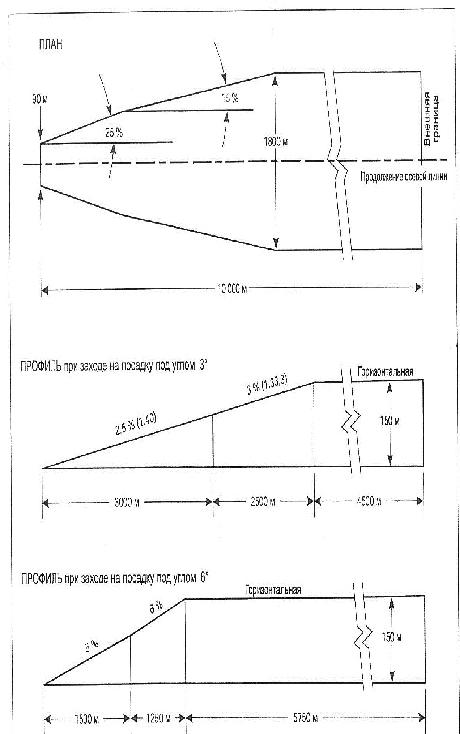 ПЛАН
90 м
15 %
25 %
1800 м
Внешняя
граница
Продолжение осевой линии
10 000 м
ПРОФИЛЬ при заходе на посадку под углом 3°
2,5 % (1:40)
3 % (1:33,3)
Горизонтальная
150 м
3000 м
2500 м
4500 м
ПРОФИЛЬ при заходе на посадку под углом 6°
5 %
6 %
Горизонтальная
150 м
1500 м
1250 м
5750 м